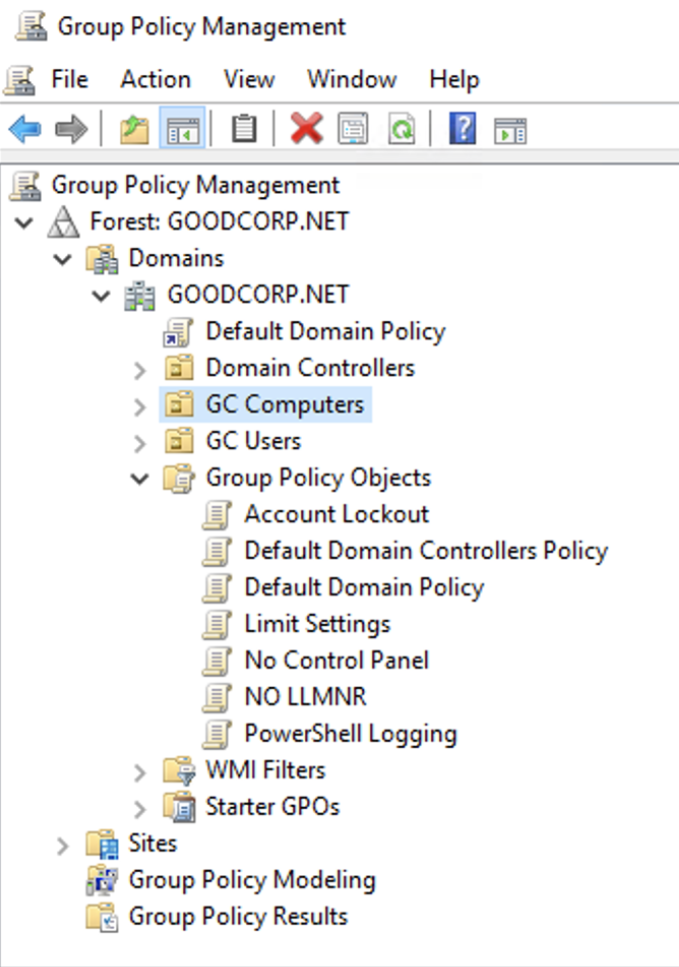 Group Policy Management
File Action View Window Help
Group Policy Management
Forest: GOODCORP.NET
Domains
GOODCORP.NET
Default Domain Policy
Domain Controllers
GC Computers
GC Users
Group Policy Objects
Account Lockout
Default Domain Controllers Policy
Default Domain Policy
Limit Settings
No Control Panel
NO LLMNR
PowerShell Logging
WMI Filters
Starter GPOs
Sites
Group Policy Modeling
Group Policy Results